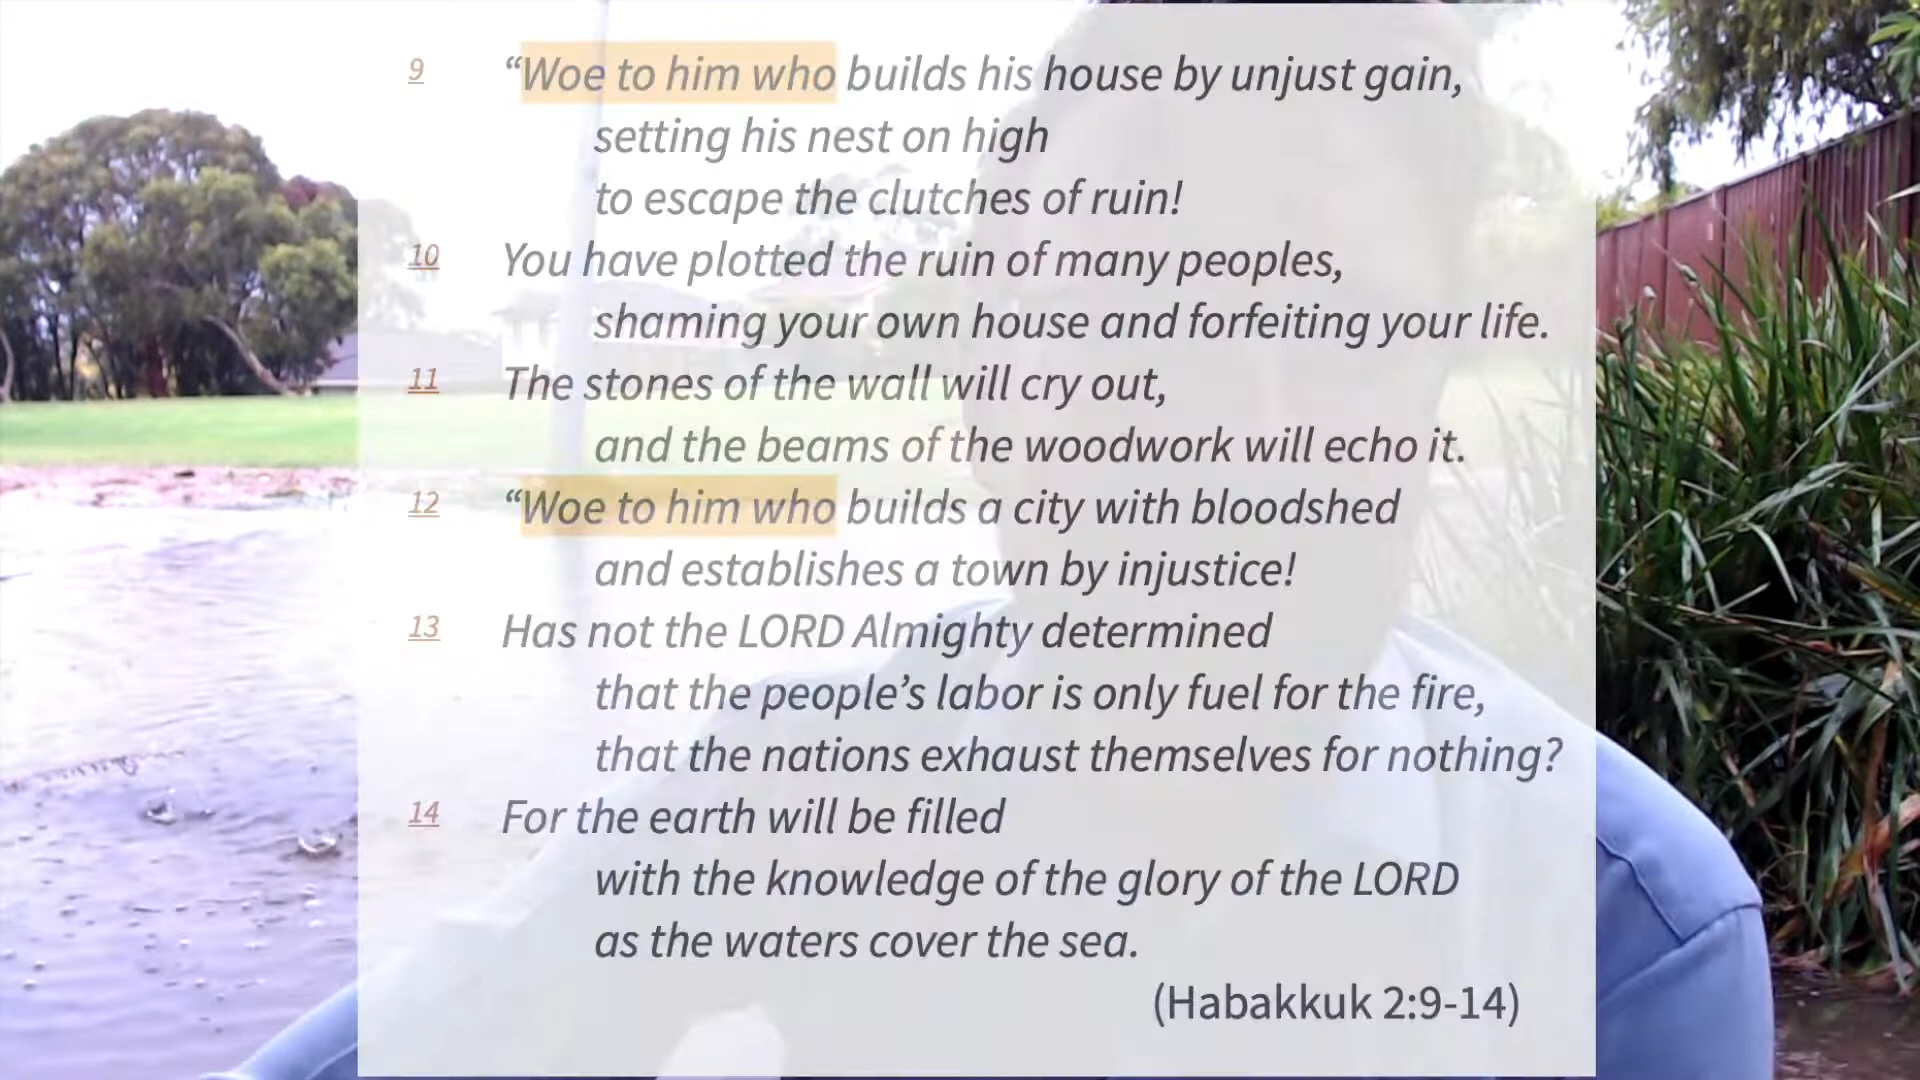 9 “Woe to him who builds his house by unjust gain,
setting his nest on high
to escape the clutches of ruin!
10 You have plotted the ruin of many peoples,
shaming your own house and forfeiting your life.
11 The stones of the wall will cry out,
and the beams of the woodwork will echo it.
12 “Woe to him who builds a city with bloodshed
and establishes a town by injustice!
13 Has not the LORD Almighty determined
that the people’s labor is only fuel for the fire,
that the nations exhaust themselves for nothing?
14 For the earth will be filled
with the knowledge of the glory of the LORD
as the waters cover the sea.
(Habakkuk 2:9-14)